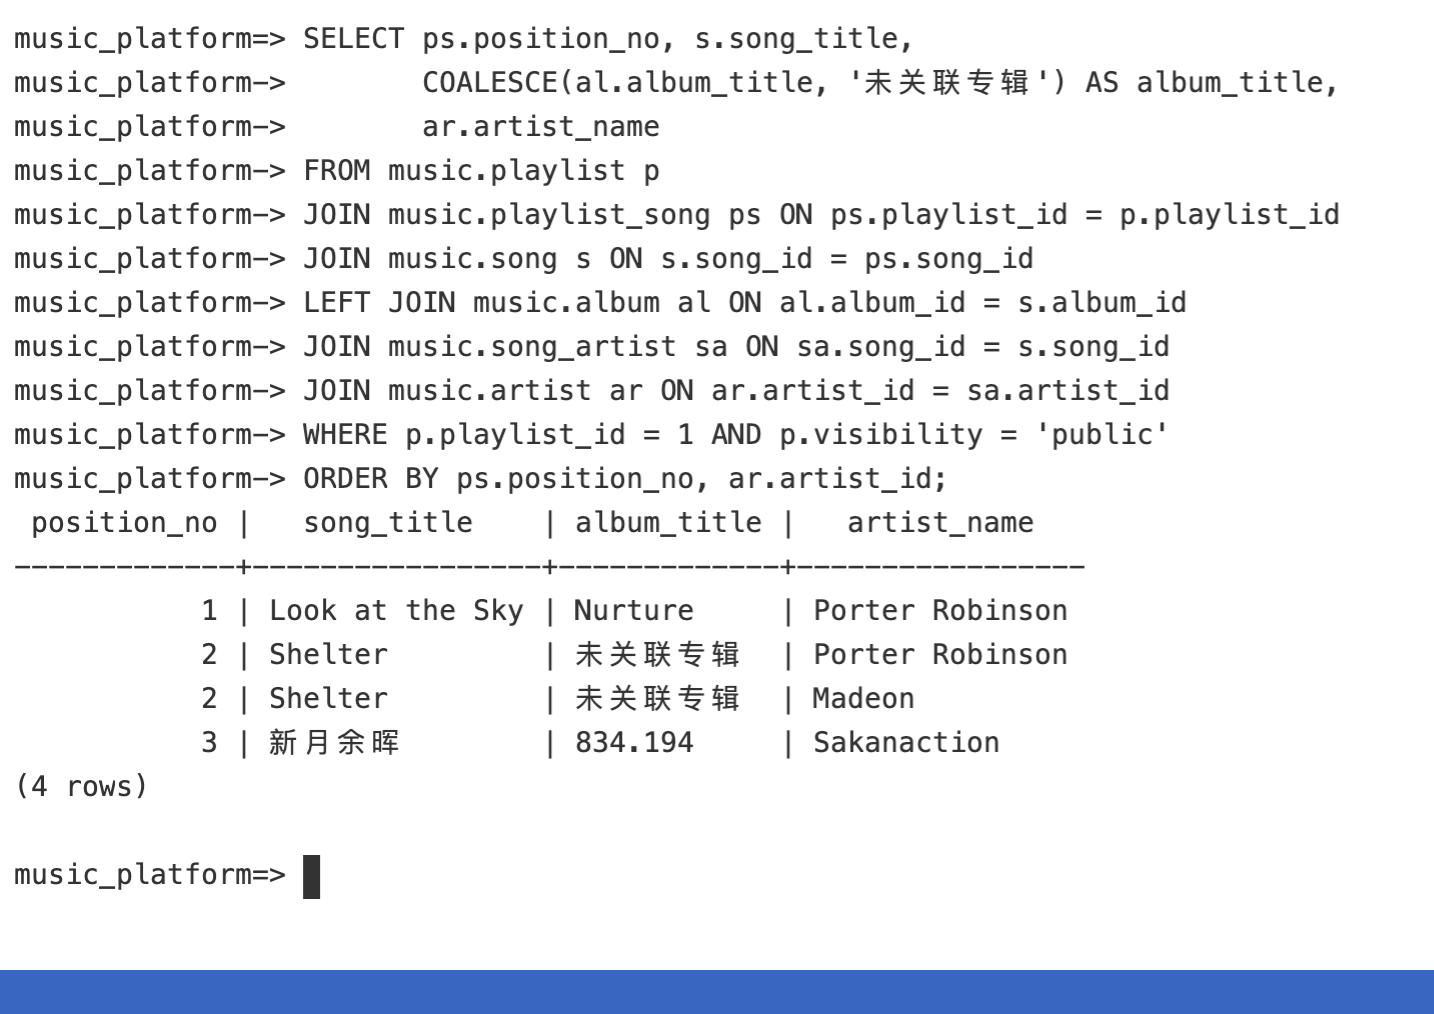 music_platform=> SELECT ps.position_no, s.song_title,
music_platform->        COALESCE(al.album_title, '未关联专辑') AS album_title,
music_platform->        ar.artist_name
music_platform-> FROM music.playlist p
music_platform-> JOIN music.playlist_song ps ON ps.playlist_id = p.playlist_id
music_platform-> JOIN music.song s ON s.song_id = ps.song_id
music_platform-> LEFT JOIN music.album al ON al.album_id = s.album_id
music_platform-> JOIN music.song_artist sa ON sa.song_id = s.song_id
music_platform-> JOIN music.artist ar ON ar.artist_id = sa.artist_id
music_platform-> WHERE p.playlist_id = 1 AND p.visibility = 'public'
music_platform-> ORDER BY ps.position_no, ar.artist_id;
 position_no |   song_title    | album_title |   artist_name
-------------+-----------------+-------------+-----------------
           1 | Look at the Sky | Nurture     | Porter Robinson
           2 | Shelter         | 未关联专辑  | Porter Robinson
           2 | Shelter         | 未关联专辑  | Madeon
           3 | 新月余晖        | 834.194     | Sakanaction
(4 rows)
music_platform=>